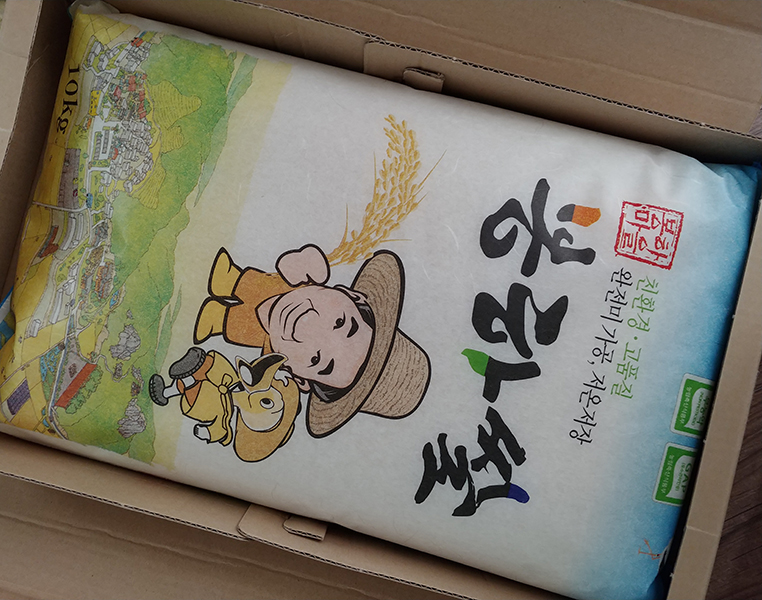 봉하
마을
친환경·고품질
완전미가공, 저온저장
봉하쌀
10kg